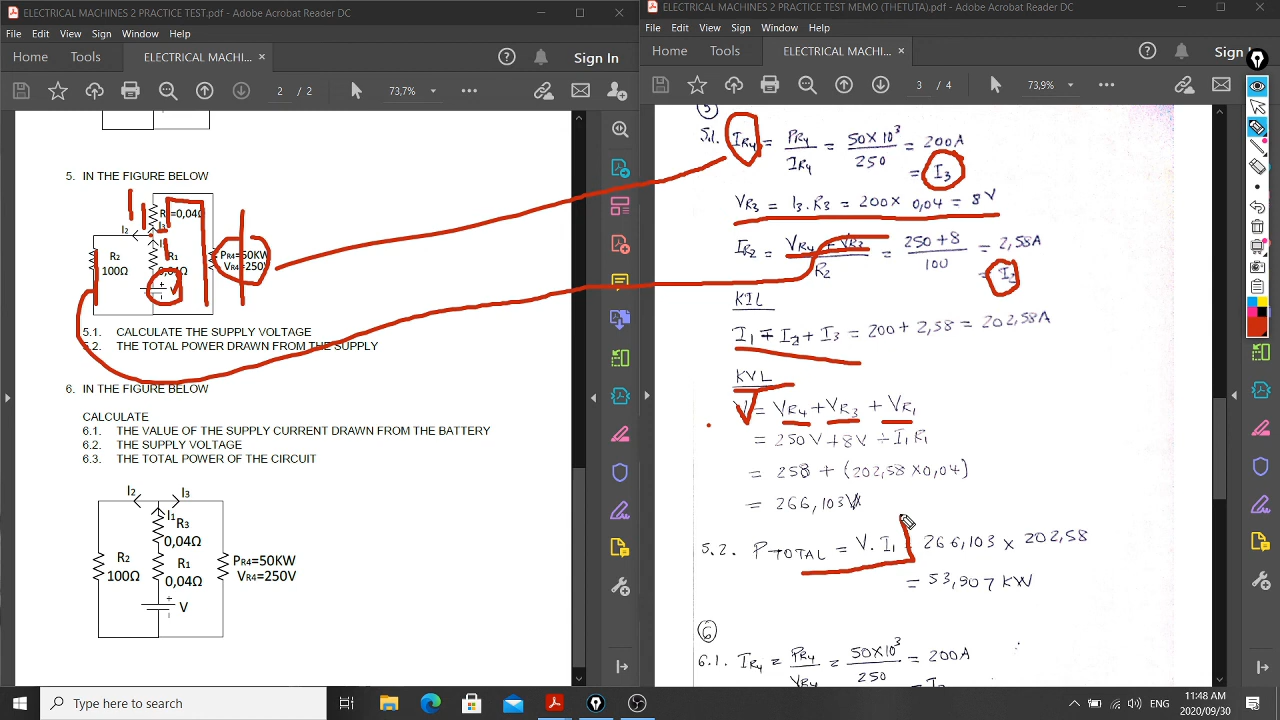 ELECTRICAL MACHINES 2 PRACTICE TEST.pdf - Adobe Acrobat Reader DC
File Edit View Sign Window Help
Home Tools ELECTRICAL MACHI... × Sign In
2 / 2 73,7%
5. IN THE FIGURE BELOW
I2
R =0,04Ω
R2
100Ω
R1
0,04Ω
+
V
PR4=50KW
VR4=250V
5.1. CALCULATE THE SUPPLY VOLTAGE
5.2. THE TOTAL POWER DRAWN FROM THE SUPPLY
6. IN THE FIGURE BELOW
CALCULATE
6.1. THE VALUE OF THE SUPPLY CURRENT DRAWN FROM THE BATTERY
6.2. THE SUPPLY VOLTAGE
6.3. THE TOTAL POWER OF THE CIRCUIT
I2 I3
I1
R3
0,04Ω
R2
100Ω
R1
0,04Ω
PR4=50KW
VR4=250V
+
V
ELECTRICAL MACHINES 2 PRACTICE TEST MEMO (THETUTA).pdf - Adobe Acrobat Reader DC
File Edit View Sign Window Help
Home Tools ELECTRICAL MACHI... × Sign
3 / 4 73,9%
5
5.1. IR4 = PR4/IR4 = 50×10³/250 = 200A
= I3
VR3 = I3.R3 = 200 × 0,04 = 8V
IR2 = VR4 + VR3/R2 = 250+8/100 = 2,58A
= I2
KIL
I1 = I2 + I3 = 200 + 2,58 = 202,58A
KVL
V = VR4 + VR3 + VR1
= 250V + 8V + I1R1
= 258 + (202,58 × 0,04)
= 266,103V
5.2. PTOTAL = V. I1 266,103 × 202,58
= 53,907 KW
6
6.1. IR4 = PR4/VR4 = 50×10³/250 = 200A
Type here to search
ENG
11:48 AM
2020/09/30